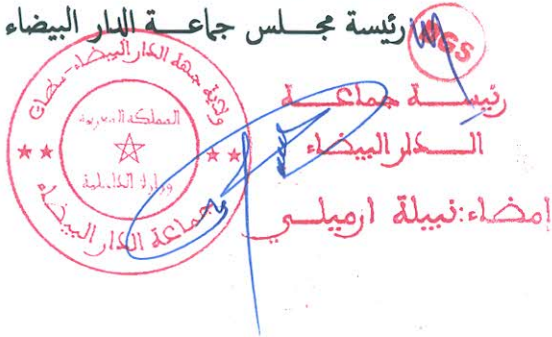 رئيسة مجلس جماعة الدار البيضاء
رئيسة جماعة
الدار البيضاء
إمضاء: نبيلة ارميلي
ولاية جهة الدار البيضاء - سطات
المملكة المغربية
وزارة الداخلية
جماعة الدار البيضاء